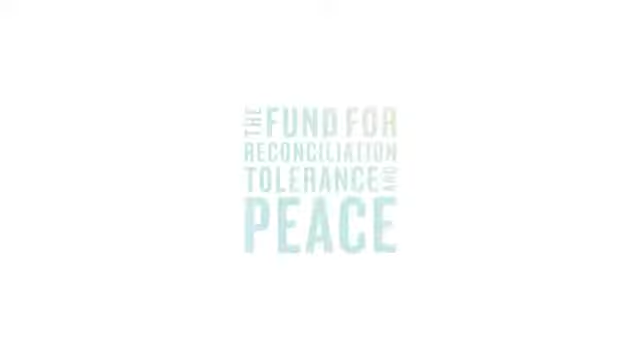 THE FUND FOR
RECONCILIATION
TOLERANCE AND
PEACE